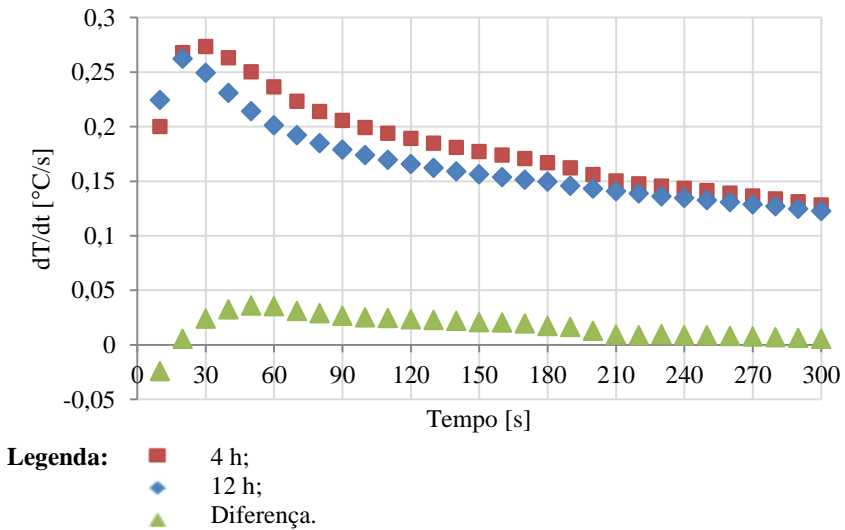 0,3
0,25
0,2
0,15
0,1
0,05
0
-0,05
dT/dt [°C/s]
0 30 60 90 120 150 180 210 240 270 300
Tempo [s]
Legenda: 4 h;
12 h;
Diferença.